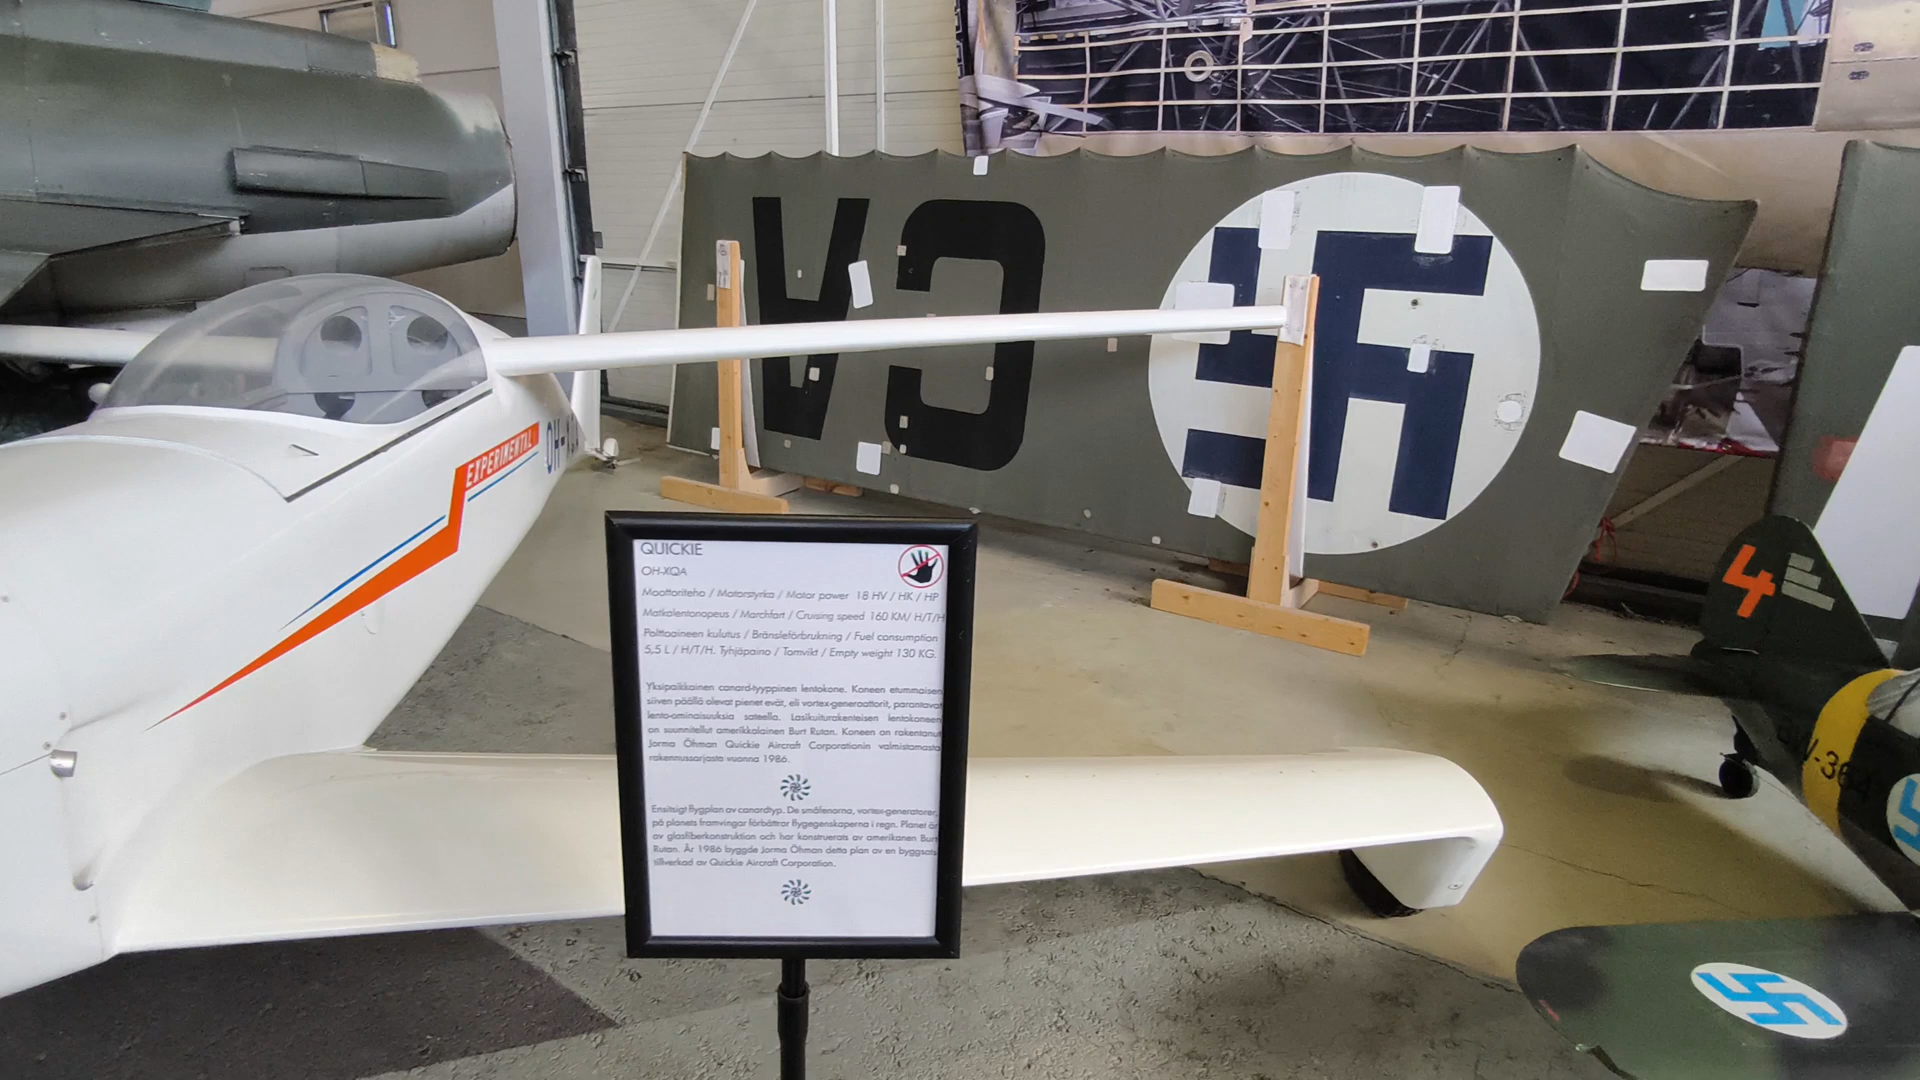 VC
EXPERIMENTAL
QUICKIE
OH-XQA
Moottoriteho / Motorstyrka / Motor power 18 HV / HK / HP
Matkalentonopeus / Marchfart / Cruising speed 160 KM/ H/T/H
Polttoaineen kulutus / Bränsleförbrukning / Fuel consumption
5,5 L / H/T/H. Tyhjäpaino / Tomvikt / Empty weight 130 KG.
Yksipaikkainen canard-tyyppinen lentokone. Koneen etummaisen
siiven päällä olevat pienet evät, eli vortex-generaattorit, parantavat
lento-ominaisuuksia sateella. Lasikuiturakenteisen lentokoneen
on suunnitellut amerikkalainen Burt Rutan. Koneen on rakentanut
Jorma Öhman Quickie Aircraft Corporationin valmistamasta
rakennussarjasta vuonna 1986.
Ensitsigt flygplan av canardtyp. De småfenorna, vortex-generatorer,
på planets framvingar förbättrar flygegenskaperna i regn. Planet är
av glasfiberkonstruktion och har konstruerats av amerikanen Burt
Rutan. År 1986 byggde Jorma Öhman detta plan av en byggsats
tillverkad av Quickie Aircraft Corporation.
4